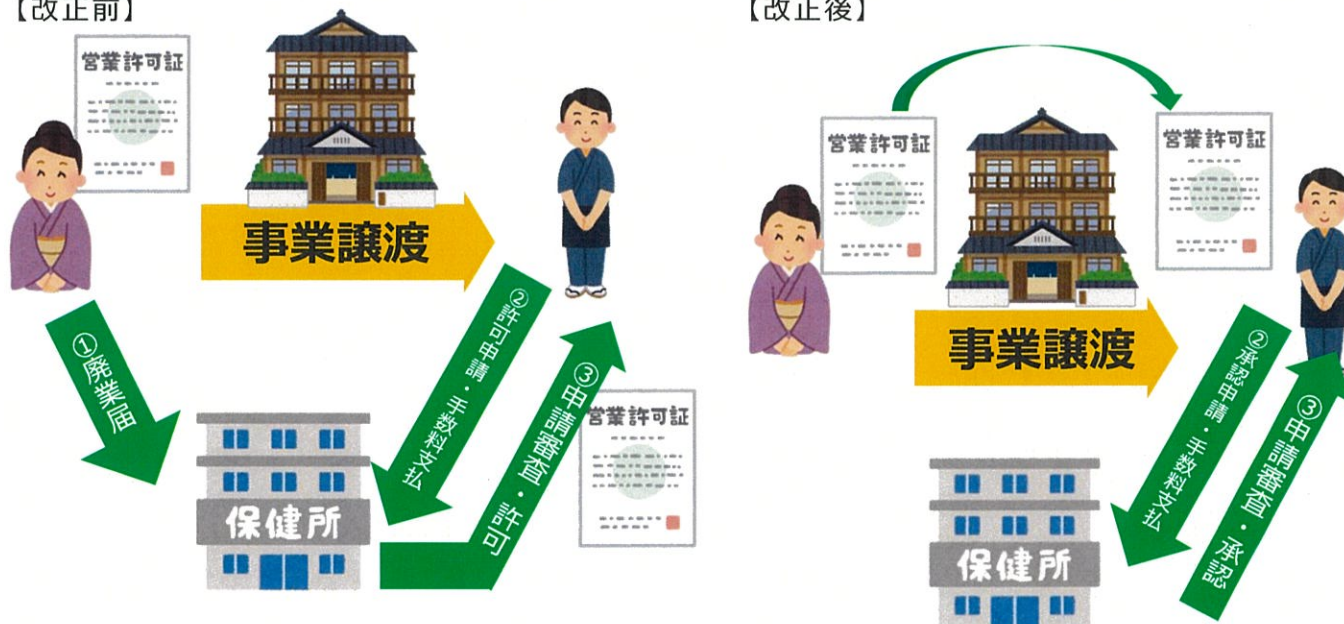 【改正前】
営業許可証
事業譲渡
①廃業届
②許可申請・手数料支払
③申請審査・許可
営業許可証
保健所
【改正後】
営業許可証
営業許可証
事業譲渡
②承認申請・手数料支払
③申請審査・承認
保健所